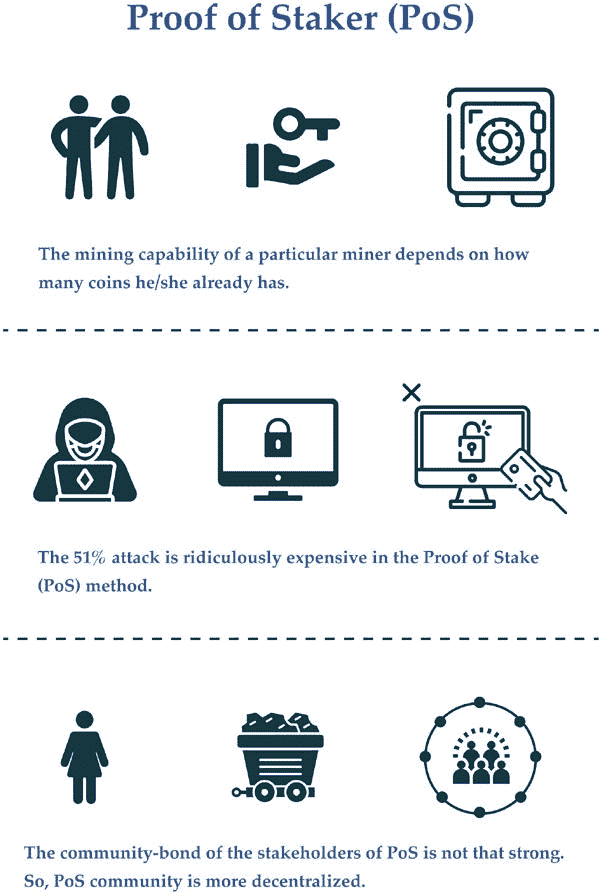 Proof of Staker (PoS)
The mining capability of a particular miner depends on how
many coins he/she already has.
The 51% attack is ridiculously expensive in the Proof of Stake
(PoS) method.
The community-bond of the stakeholders of PoS is not that strong.
So, PoS community is more decentralized.